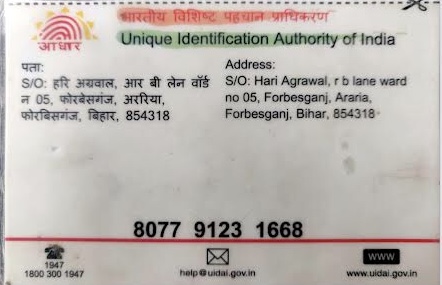 भारतीय विशिष्ट पहचान प्राधिकरण
Unique Identification Authority of India
आधार
पता:
S/O: हरि अग्रवाल, आर बी लेन वॉर्ड
न 05, फोरबेसगंज, अररिया,
फोरबिसगंज, बिहार, 854318
Address:
S/O: Hari Agrawal, r b lane ward
no 05, Forbesganj, Araria,
Forbesganj, Bihar, 854318
8077 9123 1668
1947
1800 300 1947
help@uidai.gov.in
www
www.uidai.gov.in